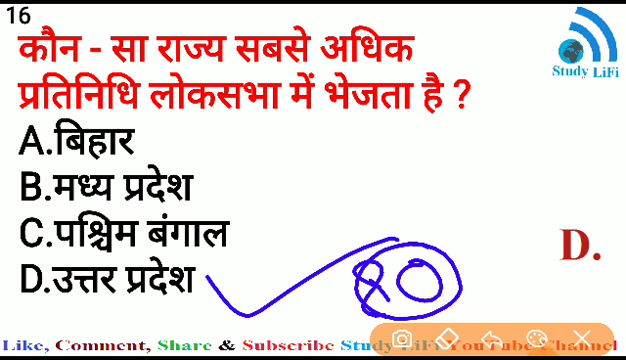 16
कौन - सा राज्य सबसे अधिक
प्रतिनिधि लोकसभा में भेजता है ?
A.बिहार
B.मध्य प्रदेश
C.पश्चिम बंगाल
D.उत्तर प्रदेश
80
D.
Study LiFi
Like, Comment, Share & Subscribe Study LiFi YouTube Channel